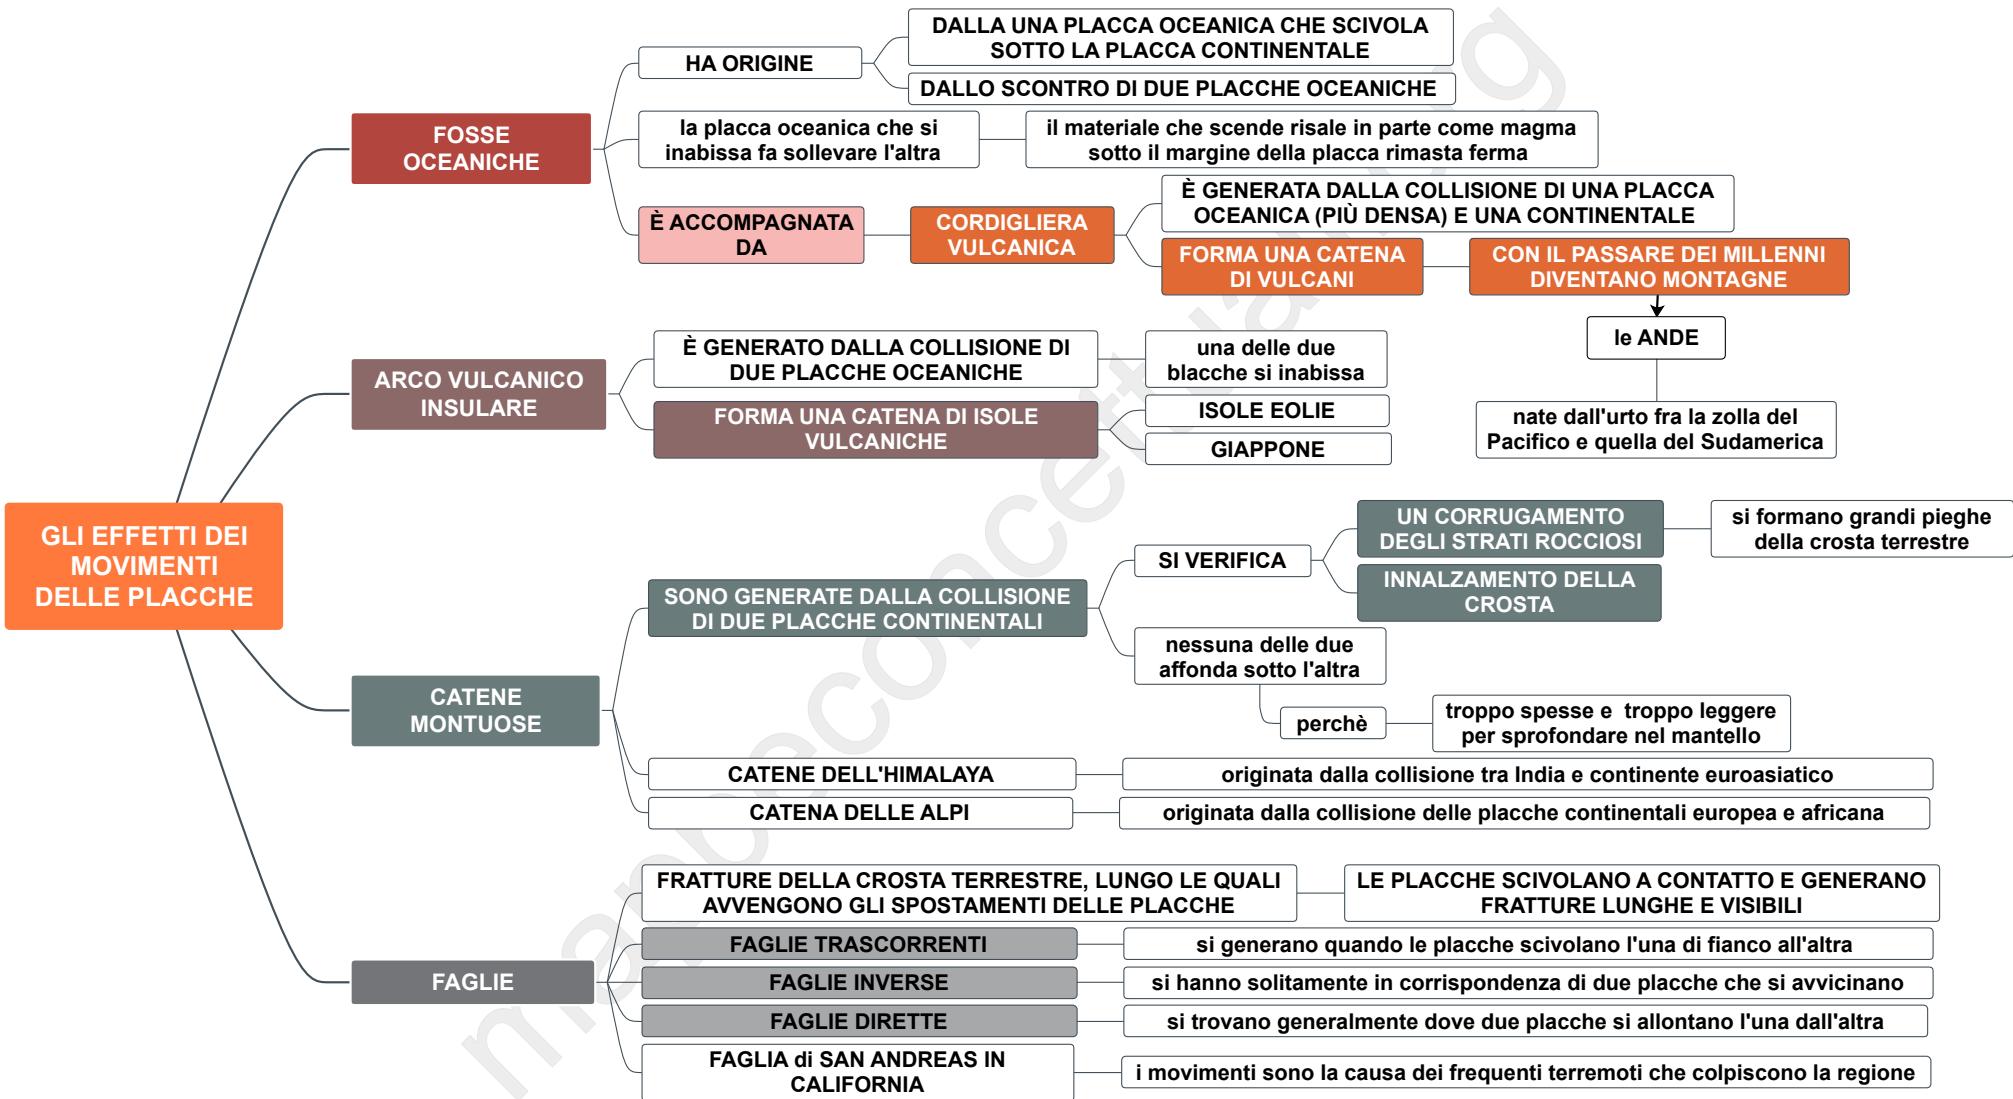 GLI EFFETTI DEI
MOVIMENTI
DELLE PLACCHE
FOSSE
OCEANICHE
HA ORIGINE
DALLA UNA PLACCA OCEANICA CHE SCIVOLA
SOTTO LA PLACCA CONTINENTALE
DALLO SCONTRO DI DUE PLACCHE OCEANICHE
la placca oceanica che si
inabissa fa sollevare l'altra
il materiale che scende risale in parte come magma
sotto il margine della placca rimasta ferma
È ACCOMPAGNATA
DA
CORDIGLIERA
VULCANICA
È GENERATA DALLA COLLISIONE DI UNA PLACCA
OCEANICA (PIÙ DENSA) E UNA CONTINENTALE
FORMA UNA CATENA
DI VULCANI
CON IL PASSARE DEI MILLENNI
DIVENTANO MONTAGNE
le ANDE
nate dall'urto fra la zolla del
Pacifico e quella del Sudamerica
ARCO VULCANICO
INSULARE
È GENERATO DALLA COLLISIONE DI
DUE PLACCHE OCEANICHE
una delle due
blacche si inabissa
FORMA UNA CATENA DI ISOLE
VULCANICHE
ISOLE EOLIE
GIAPPONE
CATENE
MONTUOSE
SONO GENERATE DALLA COLLISIONE
DI DUE PLACCHE CONTINENTALI
SI VERIFICA
UN CORRUGAMENTO
DEGLI STRATI ROCCIOSI
si formano grandi pieghe
della crosta terrestre
INNALZAMENTO DELLA
CROSTA
nessuna delle due
affonda sotto l'altra
perchè
troppo spesse e  troppo leggere
per sprofondare nel mantello
CATENE DELL'HIMALAYA
originata dalla collisione tra India e continente euroasiatico
CATENA DELLE ALPI
originata dalla collisione delle placche continentali europea e africana
FAGLIE
FRATTURE DELLA CROSTA TERRESTRE, LUNGO LE QUALI
AVVENGONO GLI SPOSTAMENTI DELLE PLACCHE
LE PLACCHE SCIVOLANO A CONTATTO E GENERANO
FRATTURE LUNGHE E VISIBILI
FAGLIE TRASCORRENTI
si generano quando le placche scivolano l'una di fianco all'altra
FAGLIE INVERSE
si hanno solitamente in corrispondenza di due placche che si avvicinano
FAGLIE DIRETTE
si trovano generalmente dove due placche si allontano l'una dall'altra
FAGLIA di SAN ANDREAS IN
CALIFORNIA
i movimenti sono la causa dei frequenti terremoti che colpiscono la regione